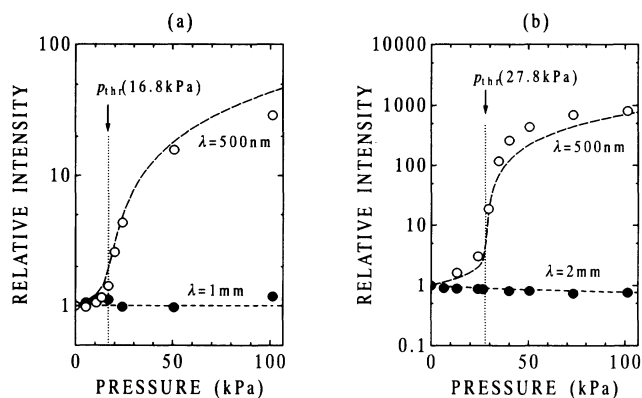 (a)
100
10
1
RELATIVE INTENSITY
p_thr(16.8kPa)
λ=500nm
λ=1mm
0
50
100
PRESSURE (kPa)
(b)
10000
1000
100
10
1
0.1
RELATIVE INTENSITY
p_thr(27.8kPa)
λ=500nm
λ=2mm
0
50
100
PRESSURE (kPa)